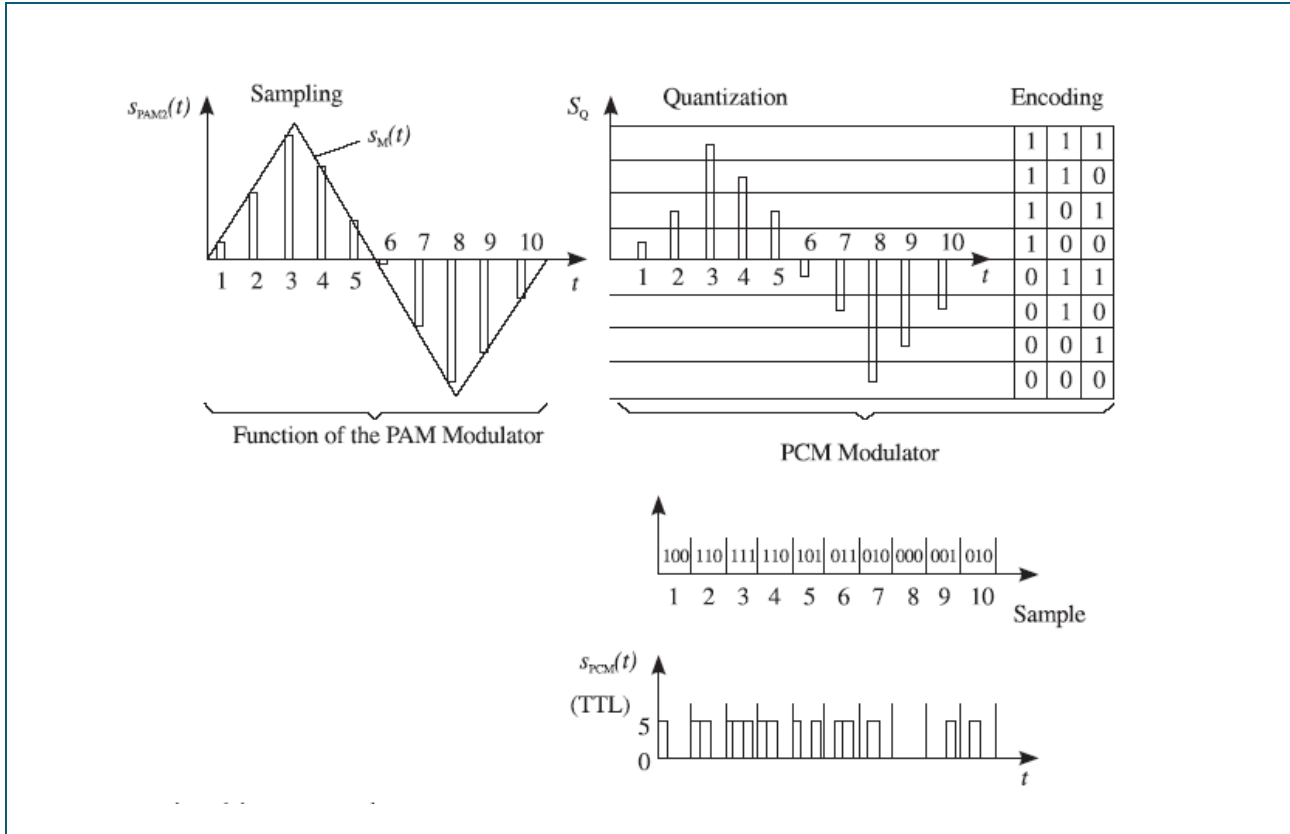 Sampling
s_PAM2(t)
s_M(t)
6 7 8 9 10
1 2 3 4 5
t
Function of the PAM Modulator
Quantization
Encoding
S_Q
1 1 1
1 1 0
1 0 1
1 0 0
0 1 1
0 1 0
0 0 1
0 0 0
6 7 8 9 10
1 2 3 4 5
t
PCM Modulator
100 110 111 110 101 011 010 000 001 010
1 2 3 4 5 6 7 8 9 10
Sample
s_PCM(t)
(TTL)
5
0
t